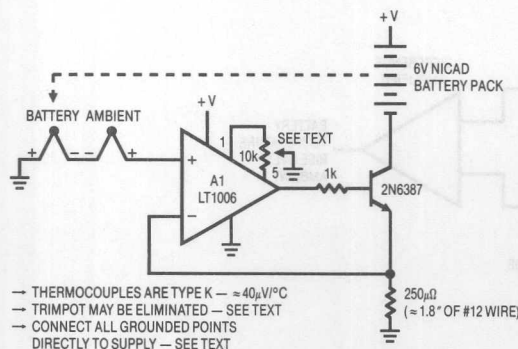 +V
6V NICAD
BATTERY PACK
BATTERY AMBIENT
+V
+
− −
+
+
1
10k
SEE TEXT
5
A1
LT1006
−
1k
2N6387
250µΩ
(≈1.8" OF #12 WIRE)
→ THERMOCOUPLES ARE TYPE K — ≈40µV/°C
→ TRIMPOT MAY BE ELIMINATED — SEE TEXT
→ CONNECT ALL GROUNDED POINTS
DIRECTLY TO SUPPLY — SEE TEXT